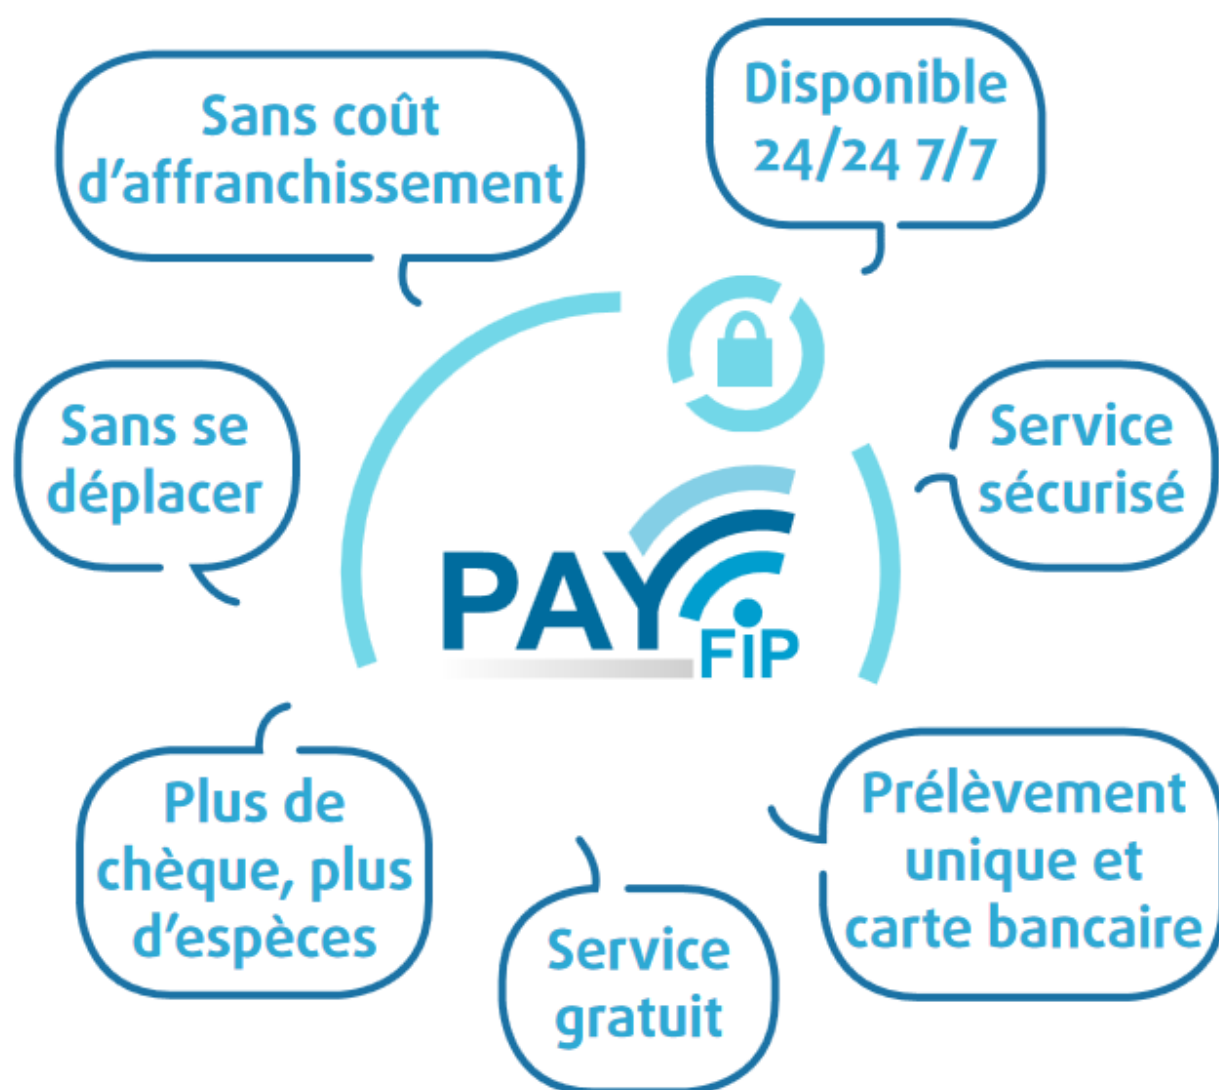 Sans coût
d’affranchissement
Disponible
24/24 7/7
Sans se
déplacer
Service
sécurisé
PAY
FiP
Plus de
chèque, plus
d’espèces
Prélèvement
unique et
carte bancaire
Service
gratuit